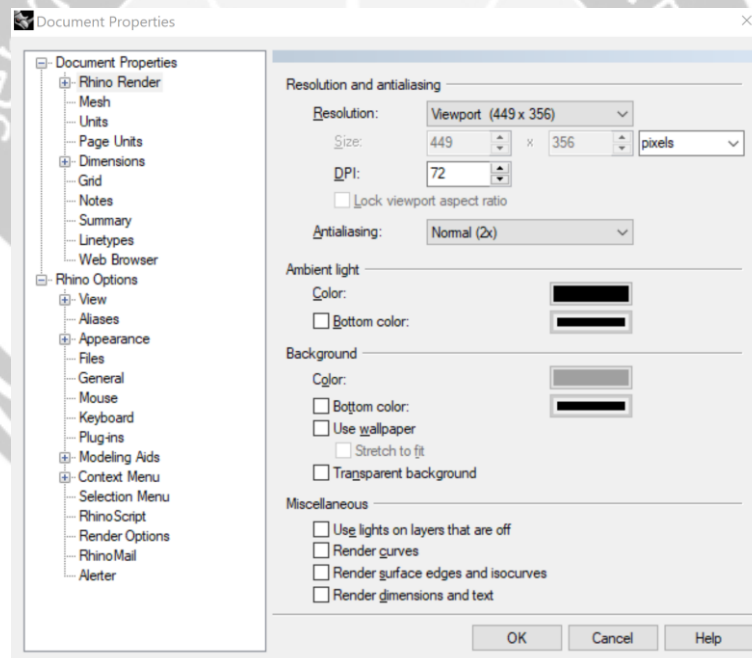 Document Properties
Document Properties
Rhino Render
Mesh
Units
Page Units
Dimensions
Grid
Notes
Summary
Linetypes
Web Browser
Rhino Options
View
Aliases
Appearance
Files
General
Mouse
Keyboard
Plug-ins
Modeling Aids
Context Menu
Selection Menu
RhinoScript
Render Options
RhinoMail
Alerter
Resolution and antialiasing
Resolution: Viewport (449 x 356)
Size: 449 x 356 pixels
DPI: 72
Lock viewport aspect ratio
Antialiasing: Normal (2x)
Ambient light
Color:
Bottom color:
Background
Color:
Bottom color:
Use wallpaper
Stretch to fit
Transparent background
Miscellaneous
Use lights on layers that are off
Render curves
Render surface edges and isocurves
Render dimensions and text
OK Cancel Help